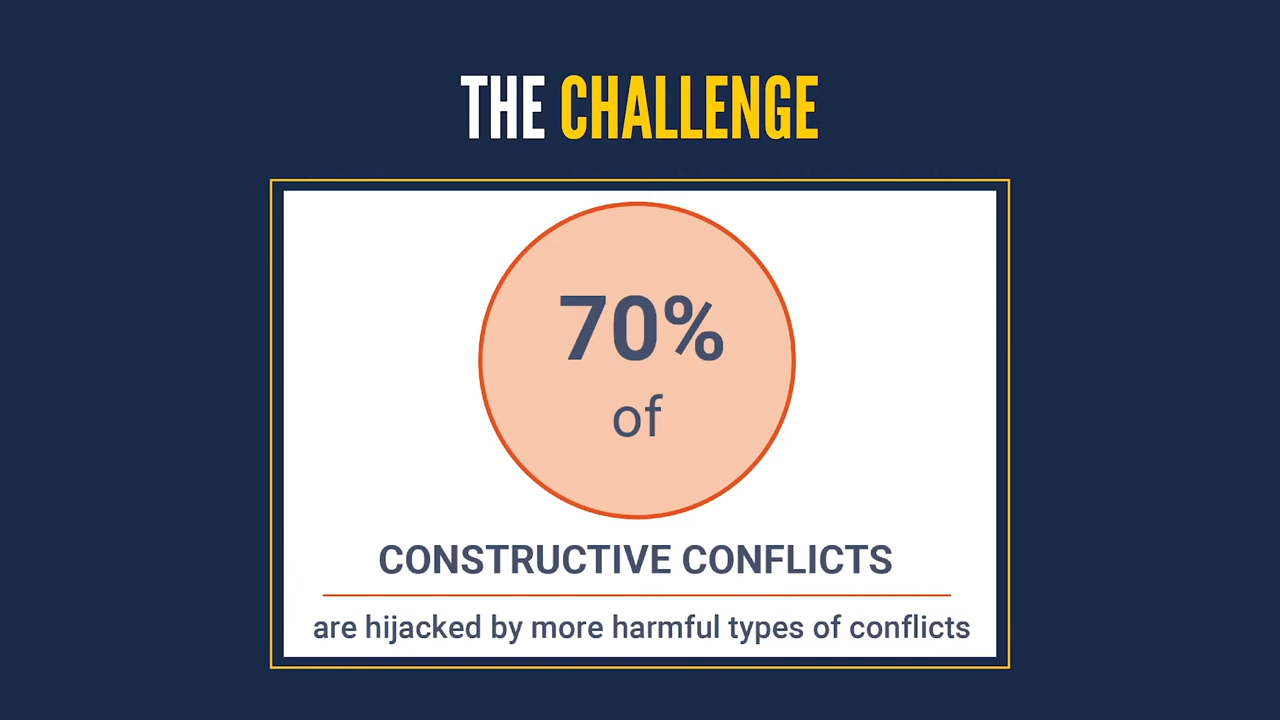 THE CHALLENGE
70%
of
CONSTRUCTIVE CONFLICTS
are hijacked by more harmful types of conflicts